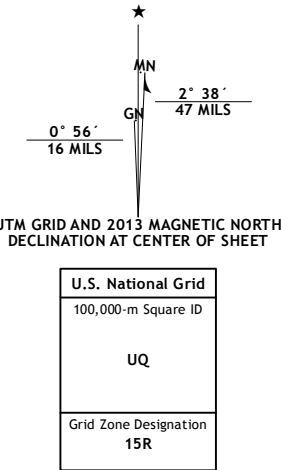 MN
GN
2° 38´
47 MILS
0° 56´
16 MILS
UTM GRID AND 2013 MAGNETIC NORTH
DECLINATION AT CENTER OF SHEET
U.S. National Grid
100,000-m Square ID
UQ
Grid Zone Designation
15R